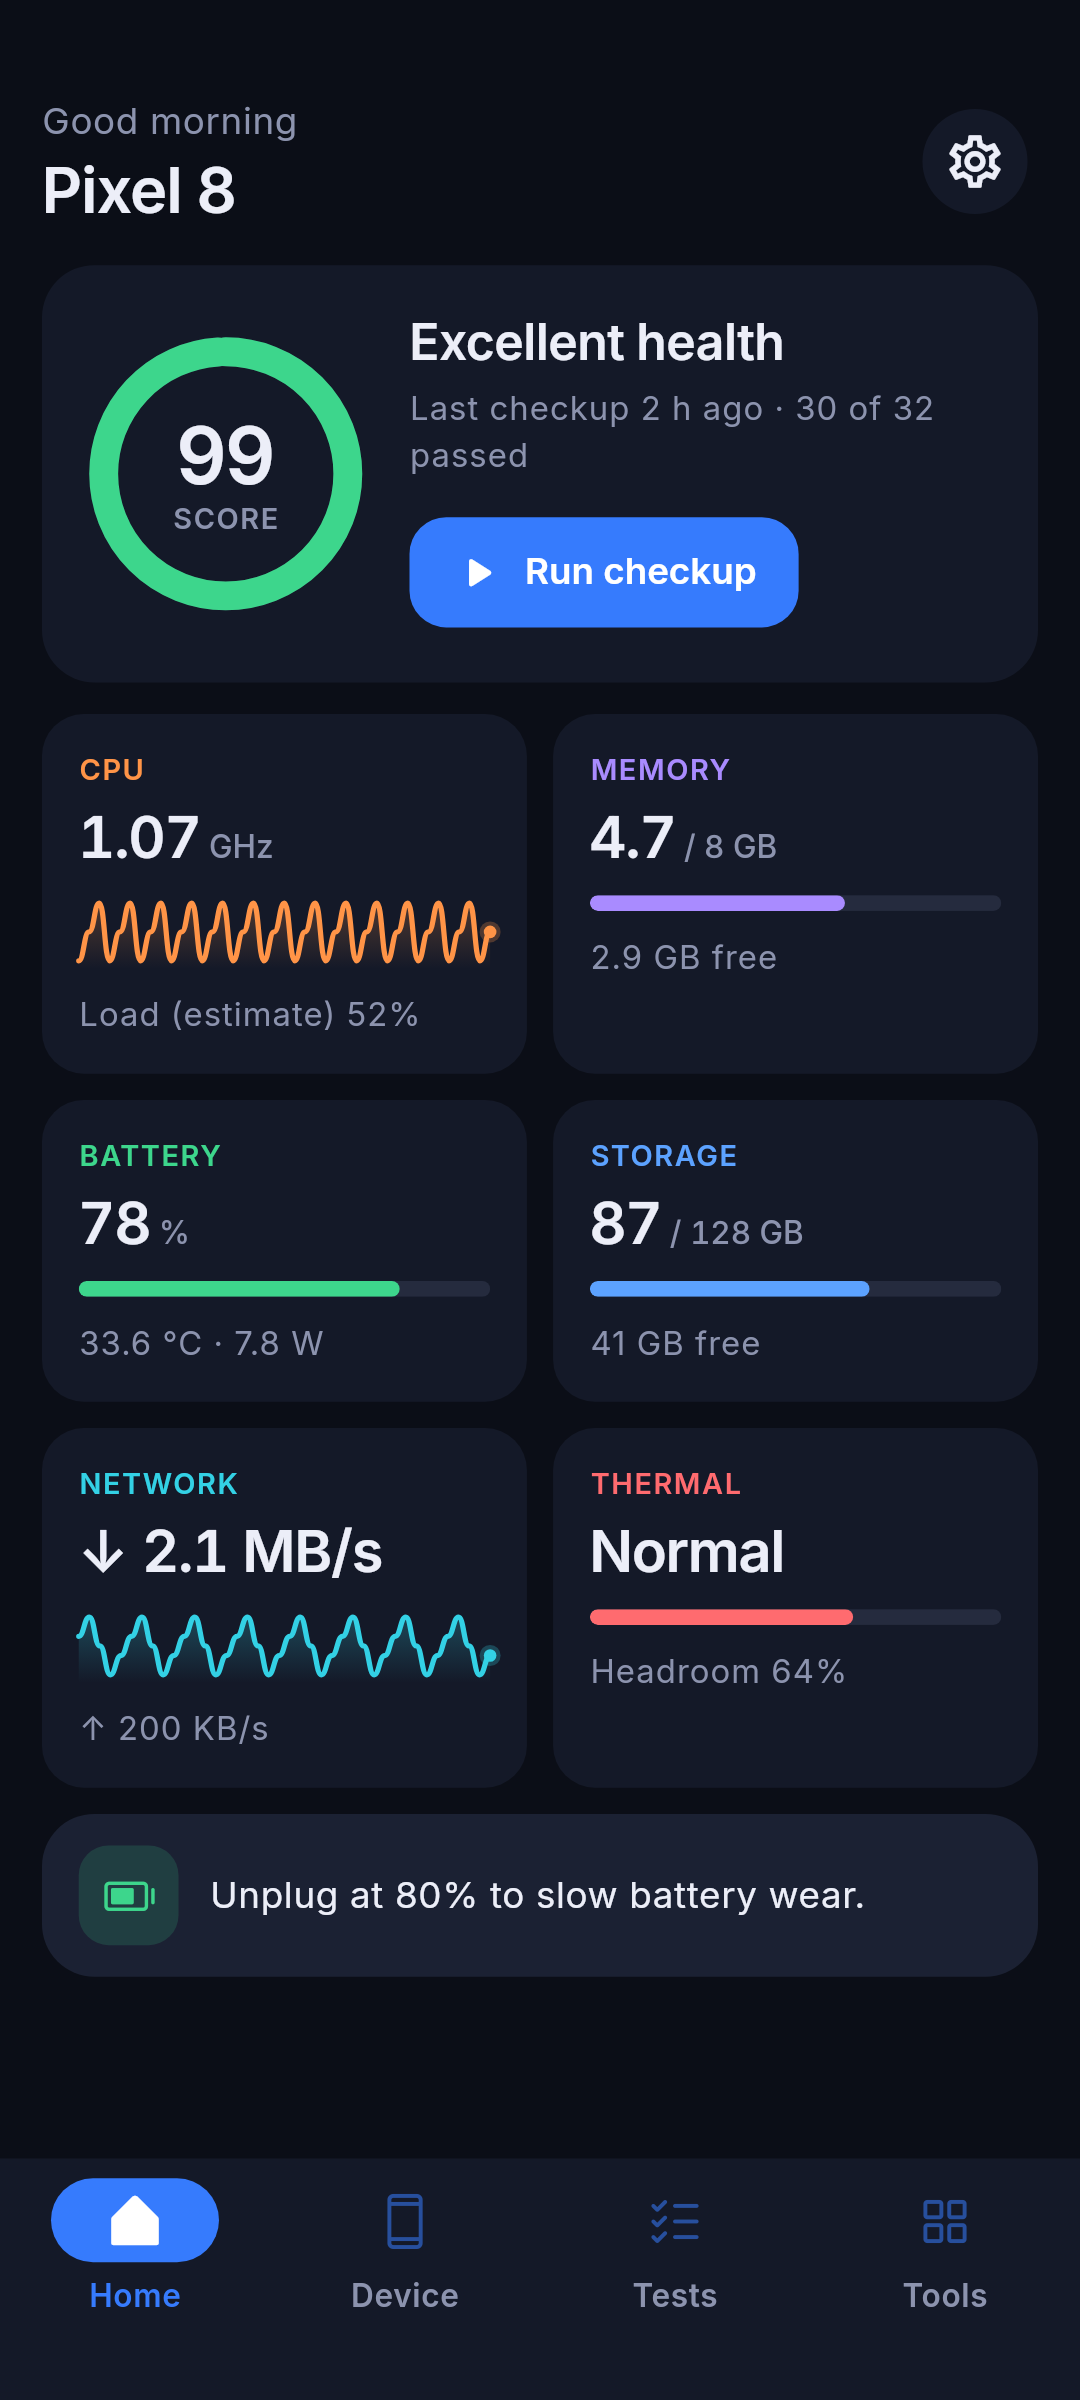 Good morning
Pixel 8
99
SCORE
Excellent health
Last checkup 2 h ago · 30 of 32
passed
Run checkup
CPU
1.07 GHz
Load (estimate) 52%
MEMORY
4.7 / 8 GB
2.9 GB free
BATTERY
78 %
33.6 °C · 7.8 W
STORAGE
87 / 128 GB
41 GB free
NETWORK
↓ 2.1 MB/s
↑ 200 KB/s
THERMAL
Normal
Headroom 64%
Unplug at 80% to slow battery wear.
Home
Device
Tests
Tools